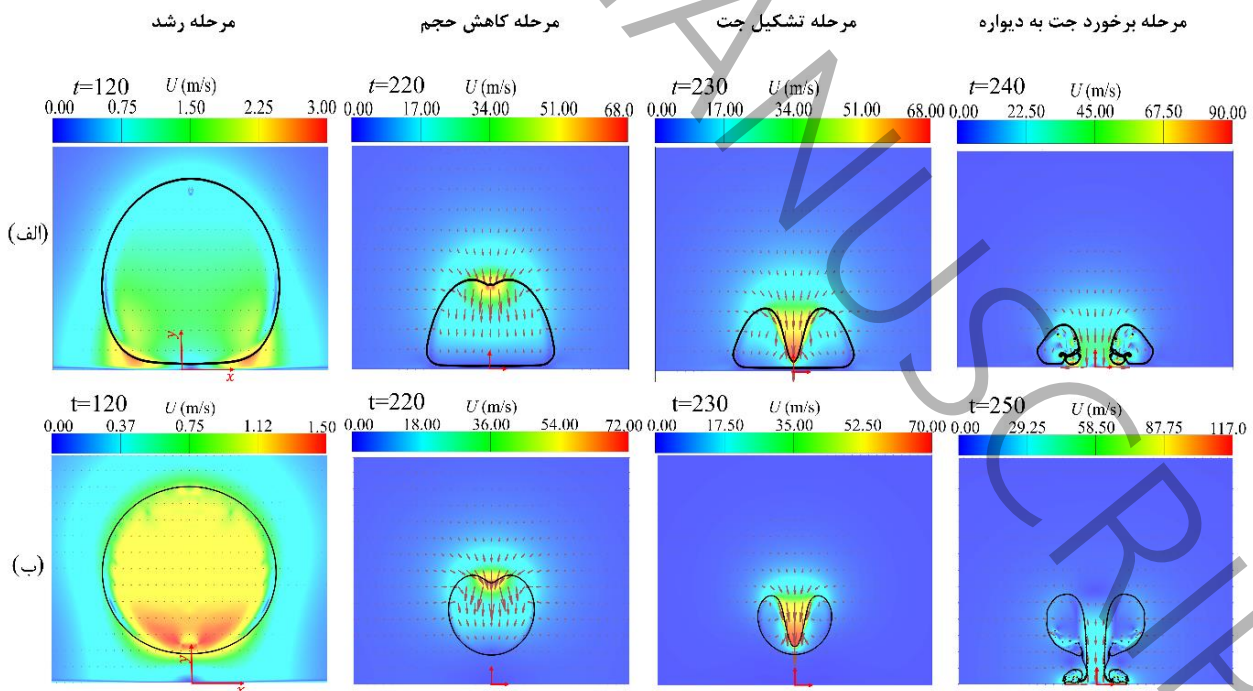 مرحله رشد
مرحله کاهش حجم
مرحله تشکیل جت
مرحله برخورد جت به دیواره
t=120 U (m/s)
0.00 0.75 1.50 2.25 3.00
t=220 U (m/s)
0.00 17.00 34.00 51.00 68.0
t=230 U (m/s)
0.00 17.00 34.00 51.00 68.00
t=240 U (m/s)
0.00 22.50 45.00 67.50 90.00
(الف)
y
x
t=120 U (m/s)
0.00 0.37 0.75 1.12 1.50
t=220 U (m/s)
0.00 18.00 36.00 54.00 72.00
t=230 U (m/s)
0.00 17.50 35.00 52.50 70.00
t=250 U (m/s)
0.00 29.25 58.50 87.75 117.0
(ب)
y
x